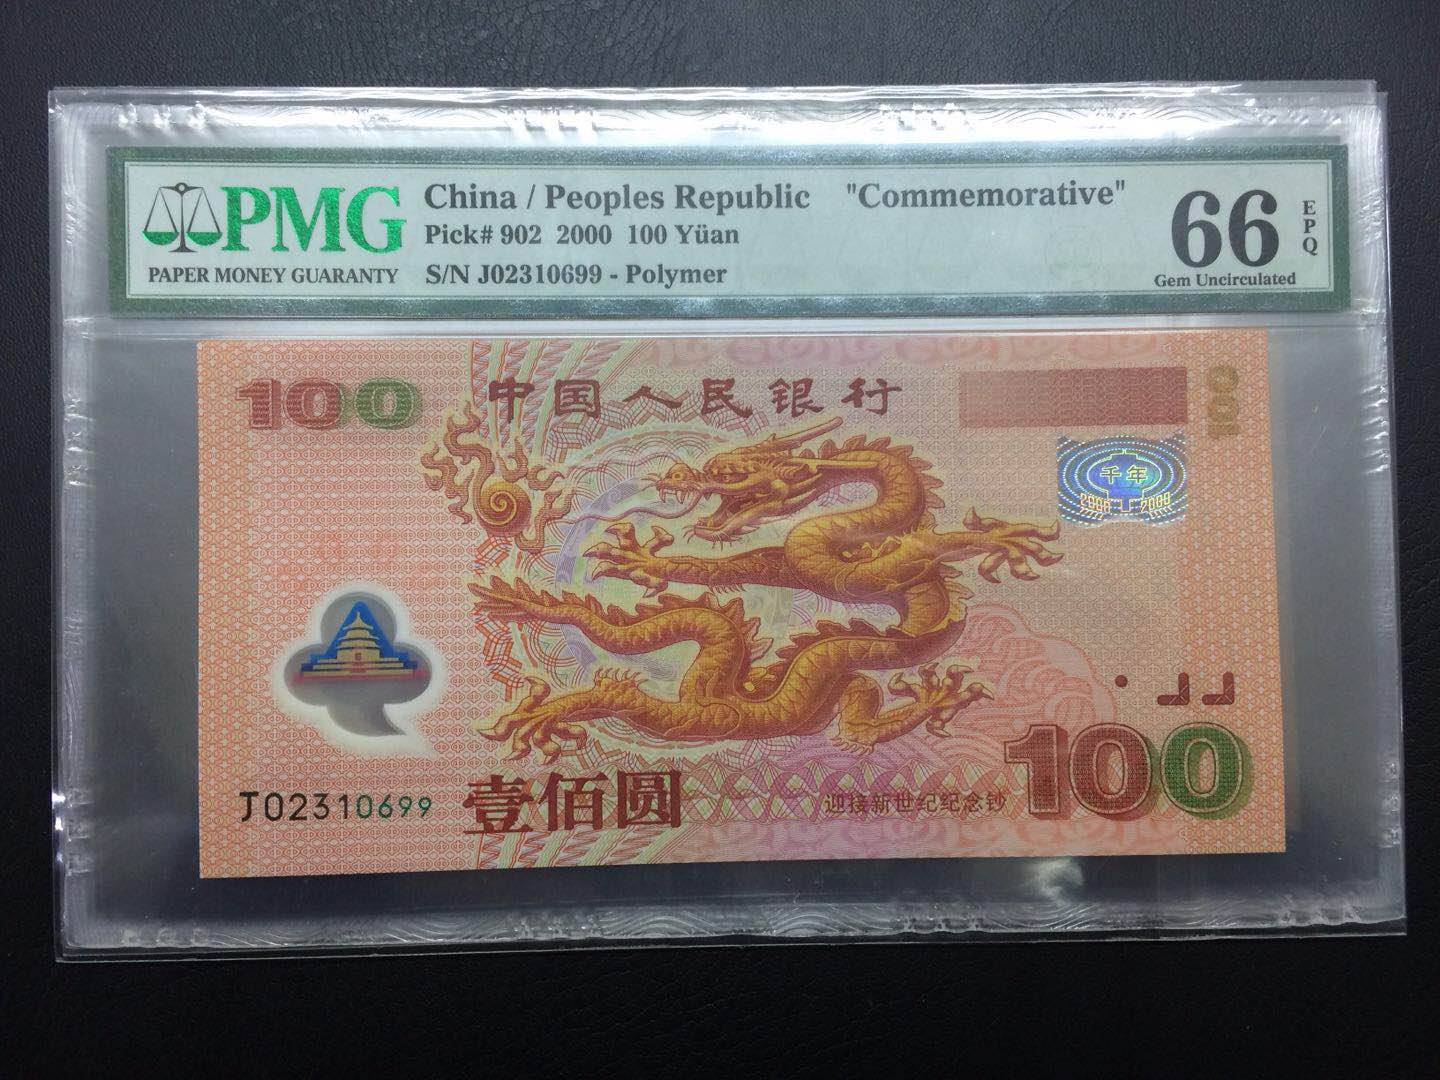 PMG
PAPER MONEY GUARANTY
China / Peoples Republic "Commemorative"
Pick# 902 2000 100 Yüan
S/N J02310699 - Polymer
66
EPQ
Gem Uncirculated
100
中国人民银行
100
千年
2000 2000
J02310699
壹佰圆
迎接新世纪纪念钞
100